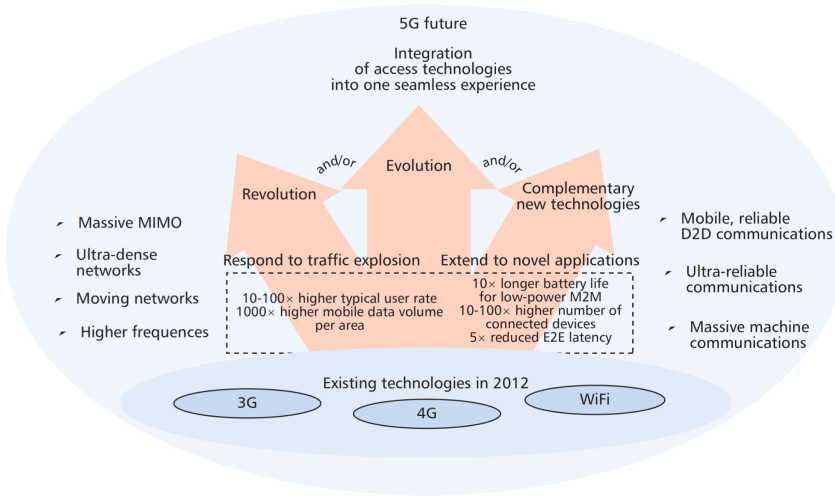 5G future
Integration
of access technologies
into one seamless experience
and/or
Evolution
and/or
Revolution
Complementary
new technologies
Massive MIMO
Ultra-dense
networks
Moving networks
Higher frequences
Mobile, reliable
D2D communications
Ultra-reliable
communications
Massive machine
communications
Respond to traffic explosion
10-100× higher typical user rate
1000× higher mobile data volume
per area
Extend to novel applications
10× longer battery life
for low-power M2M
10-100× higher number of
connected devices
5× reduced E2E latency
Existing technologies in 2012
3G
4G
WiFi